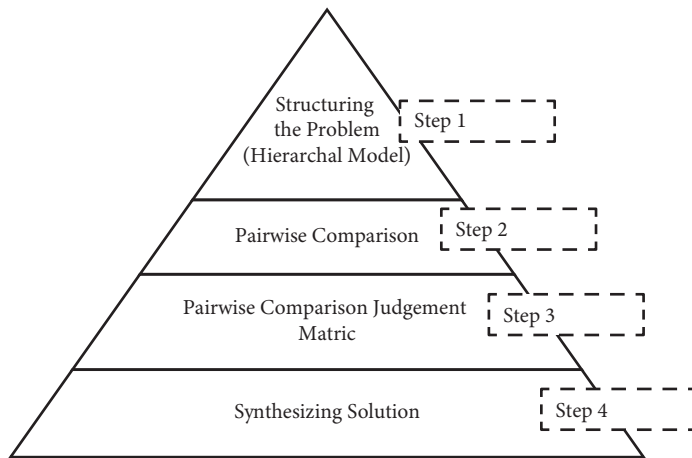 Structuring
the Problem
(Hierarchal Model)
Step 1
Pairwise Comparison
Step 2
Pairwise Comparison Judgement
Matric
Step 3
Synthesizing Solution
Step 4